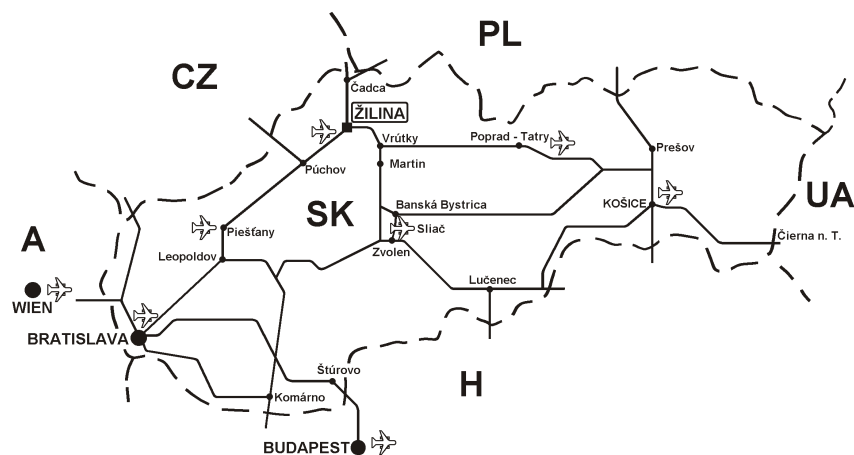 PL
CZ
Čadca
ŽILINA
Vrútky
Poprad - Tatry
Prešov
Martin
Púchov
UA
Banská Bystrica
KOŠICE
SK
Piešťany
Sliač
A
Čierna n. T.
Zvolen
Leopoldov
Lučenec
WIEN
BRATISLAVA
Štúrovo
H
Komárno
BUDAPEST